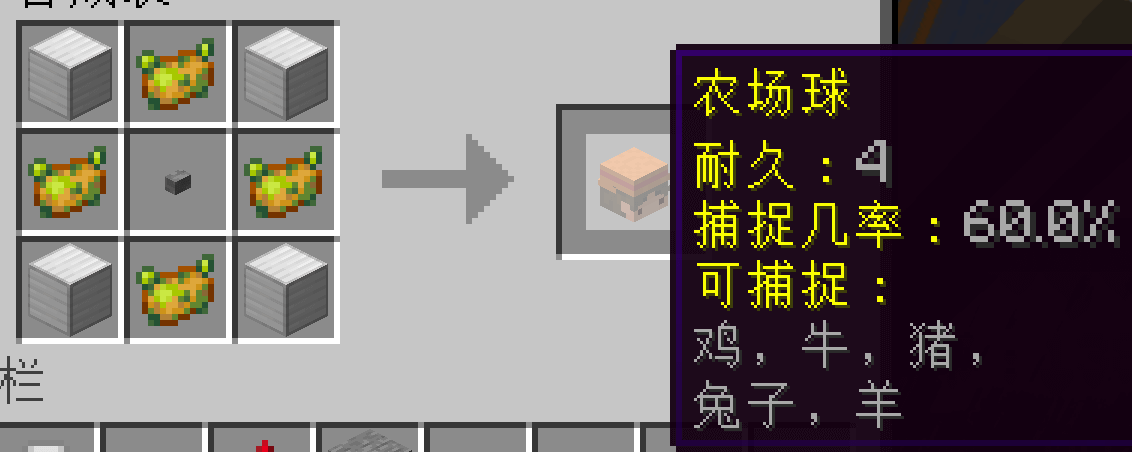 农场球
耐久：4
捕捉几率：60.0%
可捕捉：
鸡，牛，猪，
兔子，羊
栏